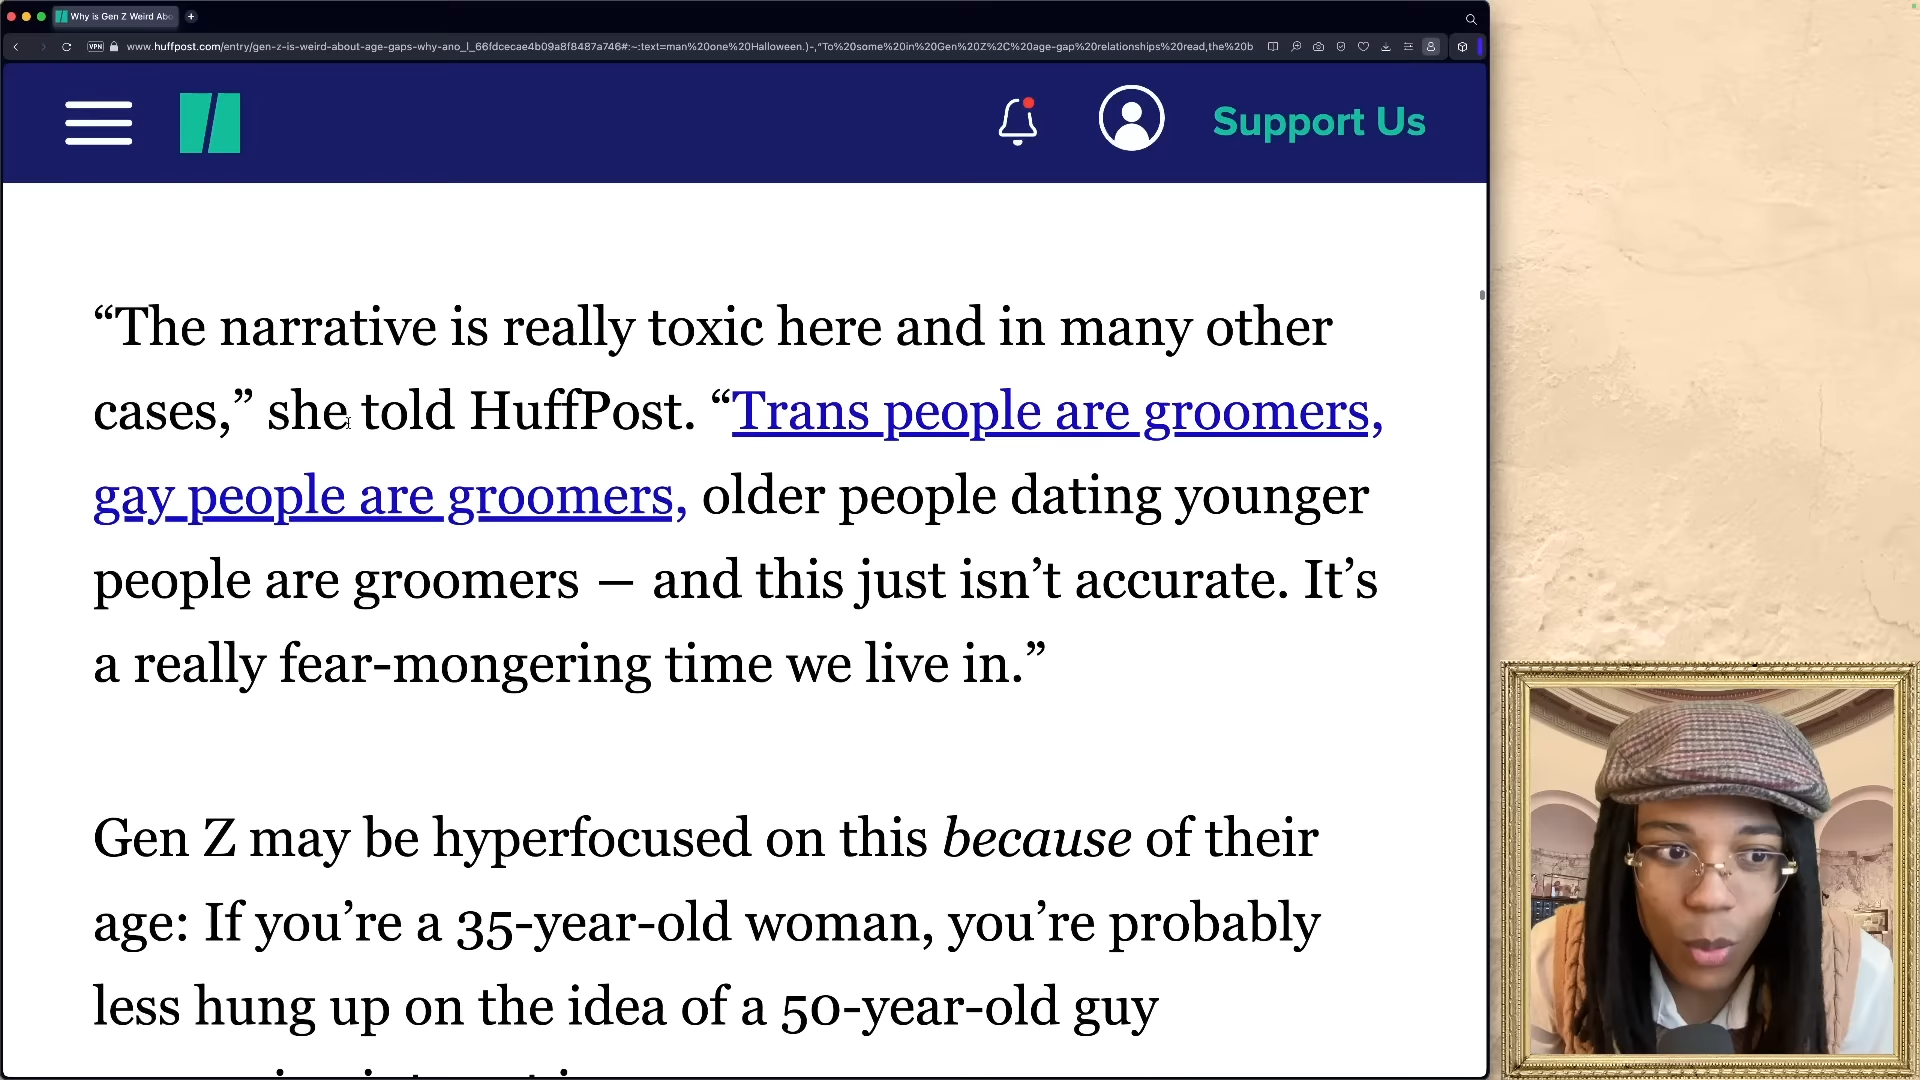 Why is Gen Z Weird Abo
VPN
www.huffpost.com/entry/gen-z-is-weird-about-age-gaps-why-ano_l_66fdcecae4b09a8f8487a746#:~:text=man%20one%20Halloween.)-,“To%20some%20in%20Gen%20Z%2C%20age-gap%20relationships%20read,the%20b
Support Us
“The narrative is really toxic here and in many other
cases,” she told HuffPost. “Trans people are groomers,
gay people are groomers, older people dating younger
people are groomers — and this just isn’t accurate. It’s
a really fear-mongering time we live in.”
Gen Z may be hyperfocused on this because of their
age: If you’re a 35-year-old woman, you’re probably
less hung up on the idea of a 50-year-old guy